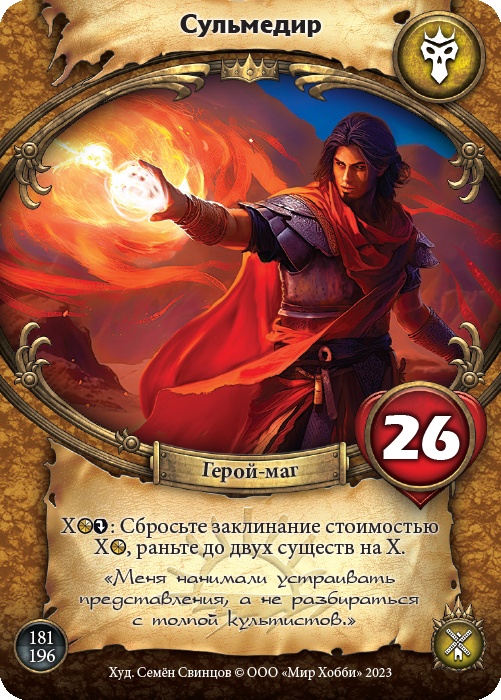 Сульмедир
26
Герой-маг
X: Сбросьте заклинание стоимостью
X, раньте до двух существ на X.
«Меня нанимали устраивать
представления, а не разбираться
с толпой культистов.»
181
196
Худ. Семён Свинцов © ООО «Мир Хобби» 2023